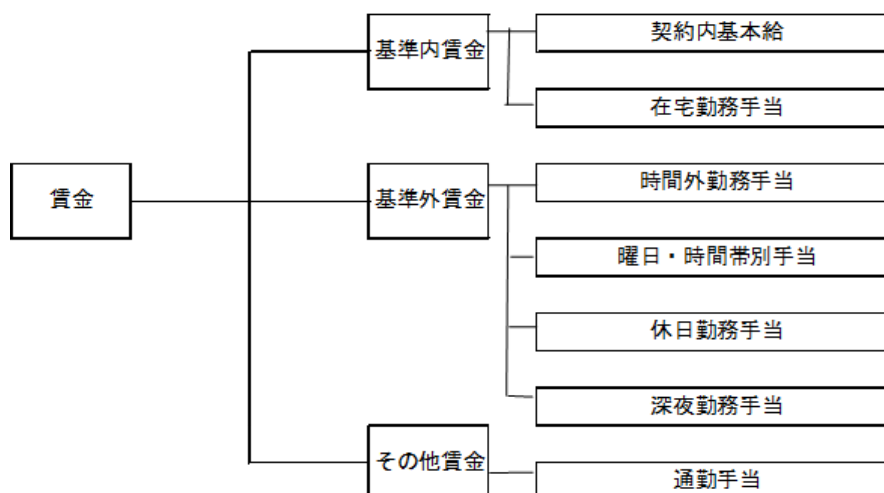 賃金
基準内賃金
契約内基本給
在宅勤務手当
基準外賃金
時間外勤務手当
曜日・時間帯別手当
休日勤務手当
深夜勤務手当
その他賃金
通勤手当